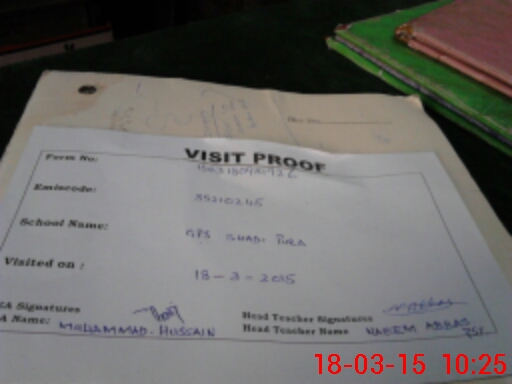 VISIT PROOF
Form No:
Emiscode: 35210245
School Name: GPS SHADI PURA
Visited on : 18-3-2015
A Signatures
Head Teacher Signatures
A Name: MUHAMMAD. HUSSAIN
Head Teacher Name NAEEM ABBAS
18-03-15 10:25